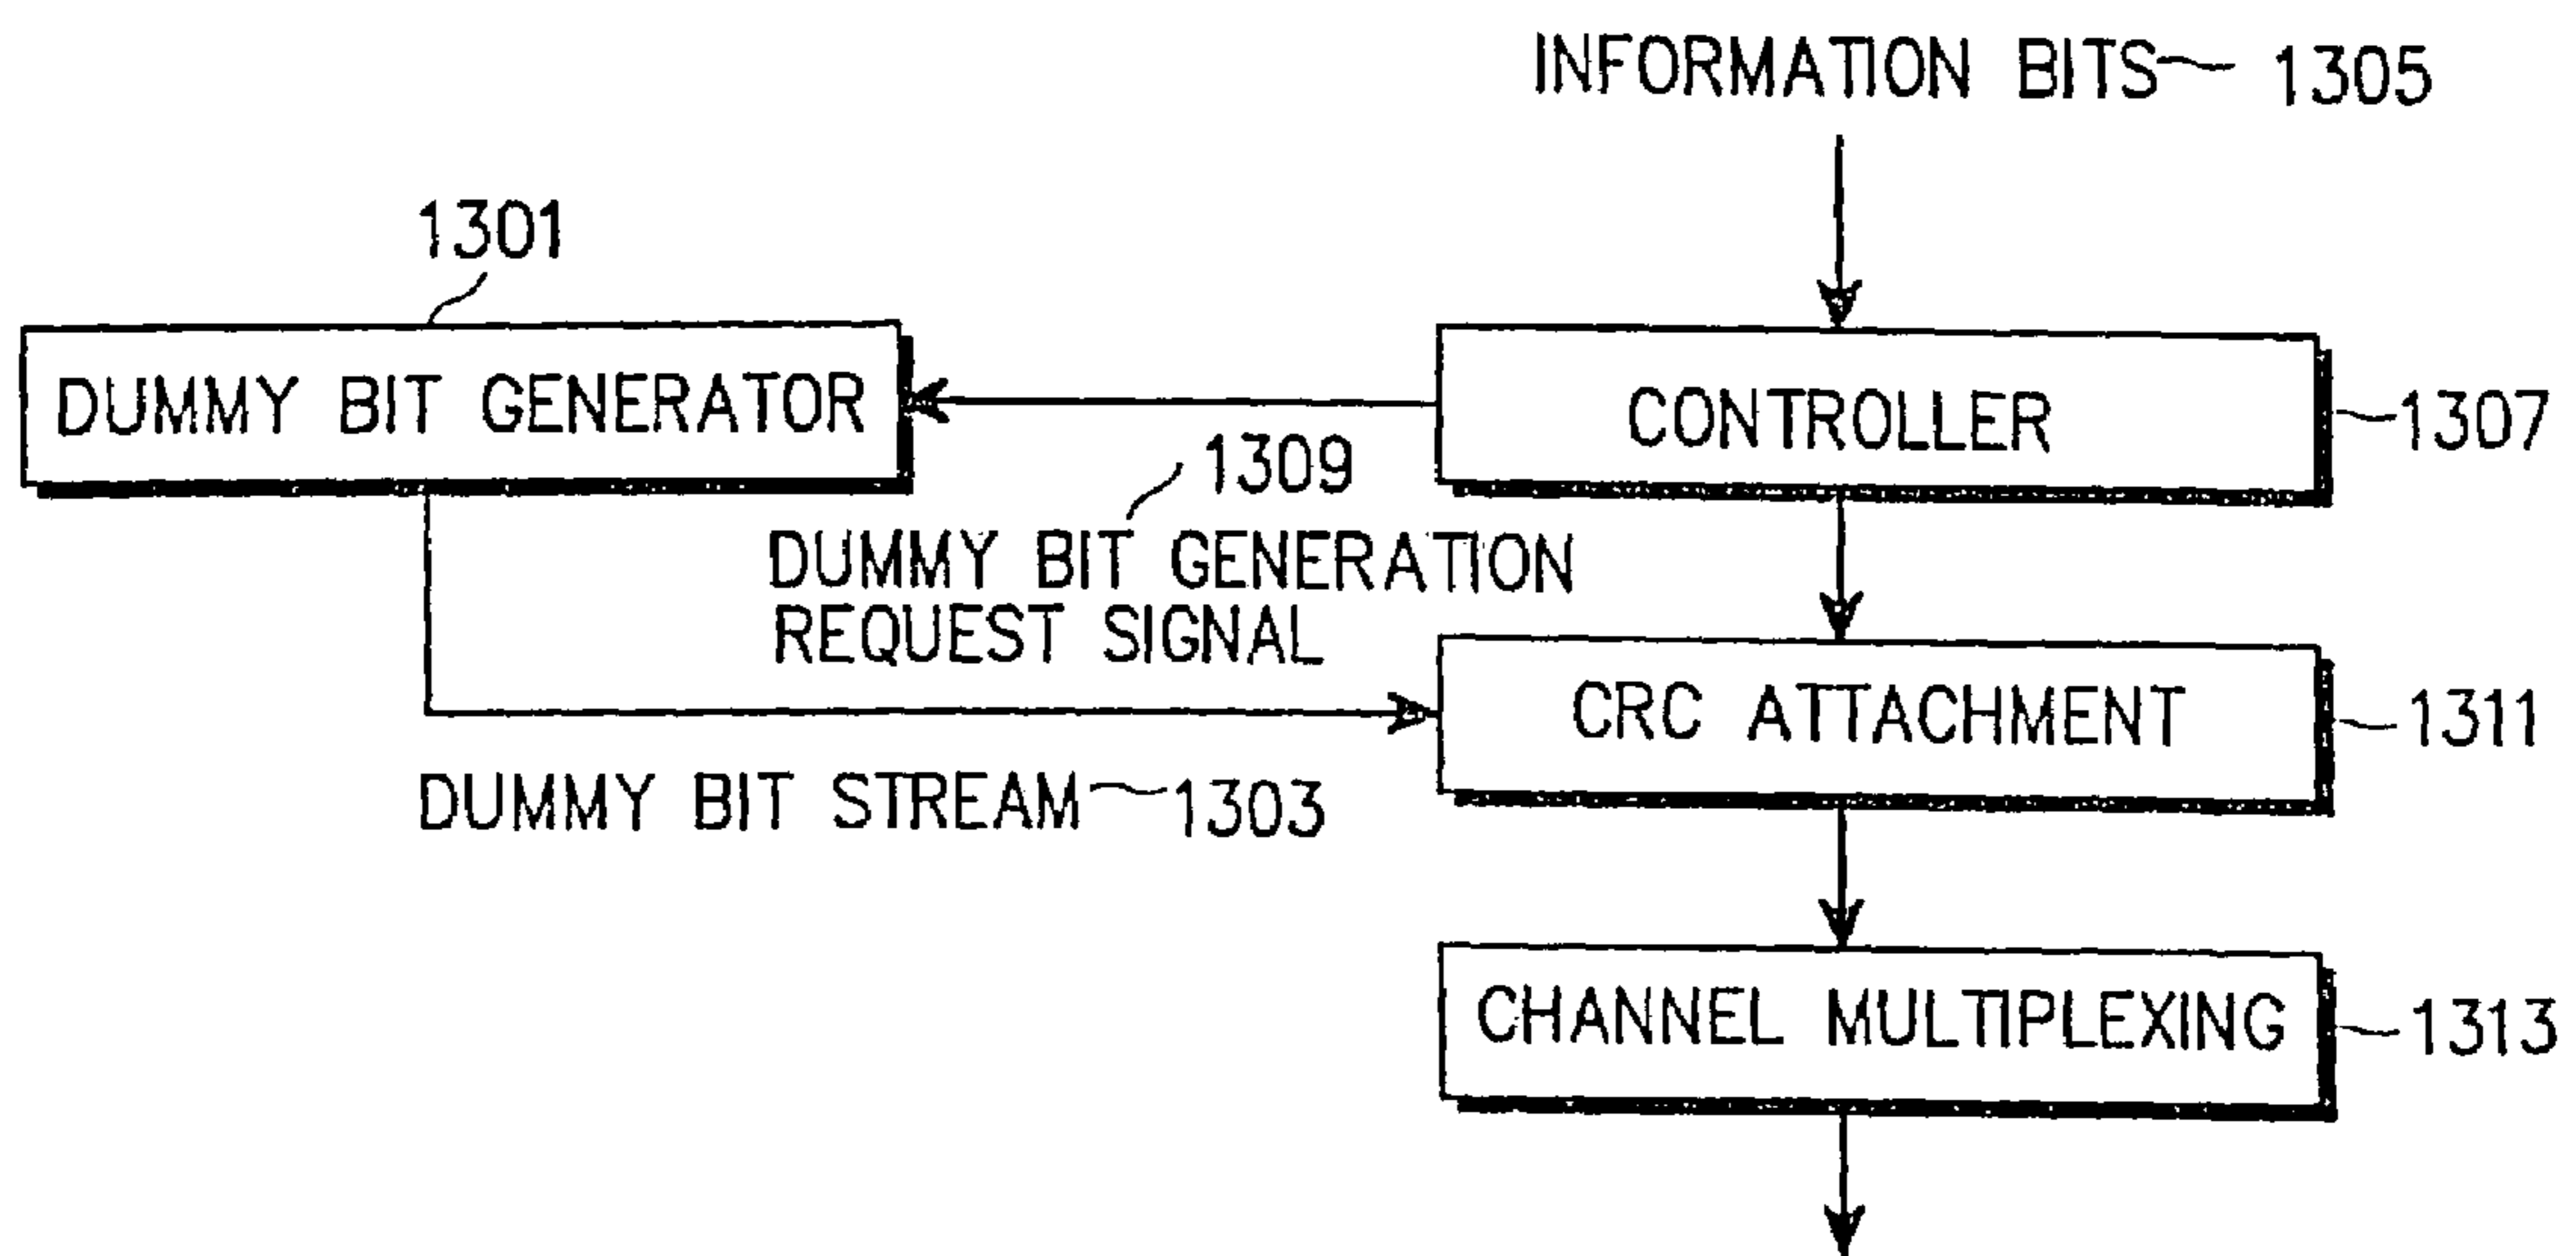 INFORMATION BITS 1305
1301
DUMMY BIT GENERATOR
CONTROLLER 1307
1309
DUMMY BIT GENERATION
REQUEST SIGNAL
CRC ATTACHMENT 1311
DUMMY BIT STREAM 1303
CHANNEL MULTIPLEXING 1313